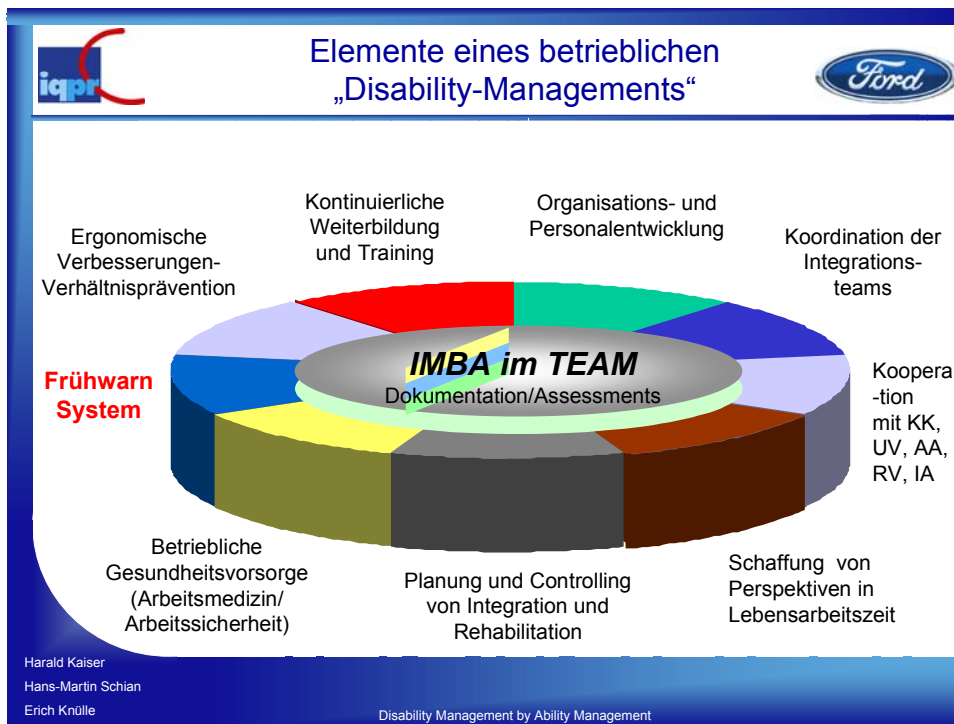 iqpr
Elemente eines betrieblichen
„Disability-Managements“
Ford
Kontinuierliche
Weiterbildung
und Training
Organisations- und
Personalentwicklung
Ergonomische
Verbesserungen-
Verhältnisprävention
Koordination der
Integrations-
teams
IMBA im TEAM
Dokumentation/Assessments
Frühwarn
System
Koopera
-tion
mit KK,
UV, AA,
RV, IA
Betriebliche
Gesundheitsvorsorge
(Arbeitsmedizin/
Arbeitssicherheit)
Planung und Controlling
von Integration und
Rehabilitation
Schaffung von
Perspektiven in
Lebensarbeitszeit
Harald Kaiser
Hans-Martin Schian
Erich Knülle
Disability Management by Ability Management